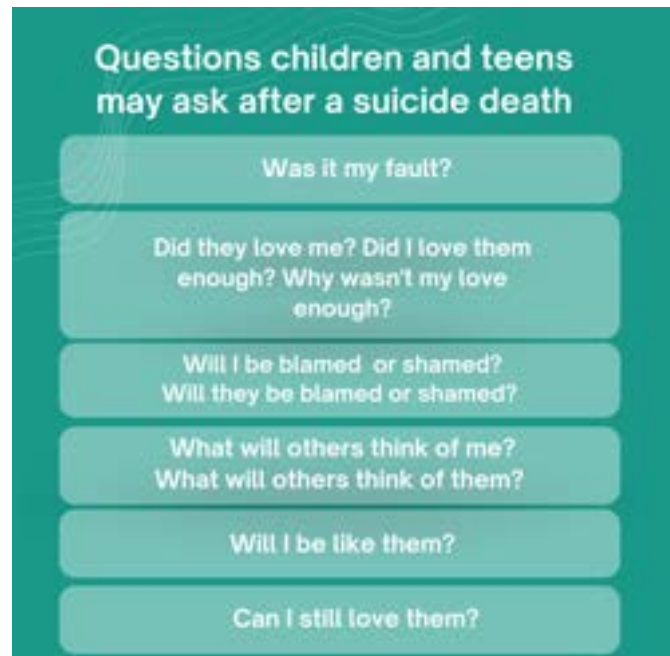 Questions children and teens
may ask after a suicide death
Was it my fault?
Did they love me? Did I love them
enough? Why wasn't my love
enough?
Will I be blamed or shamed?
Will they be blamed or shamed?
What will others think of me?
What will others think of them?
Will I be like them?
Can I still love them?